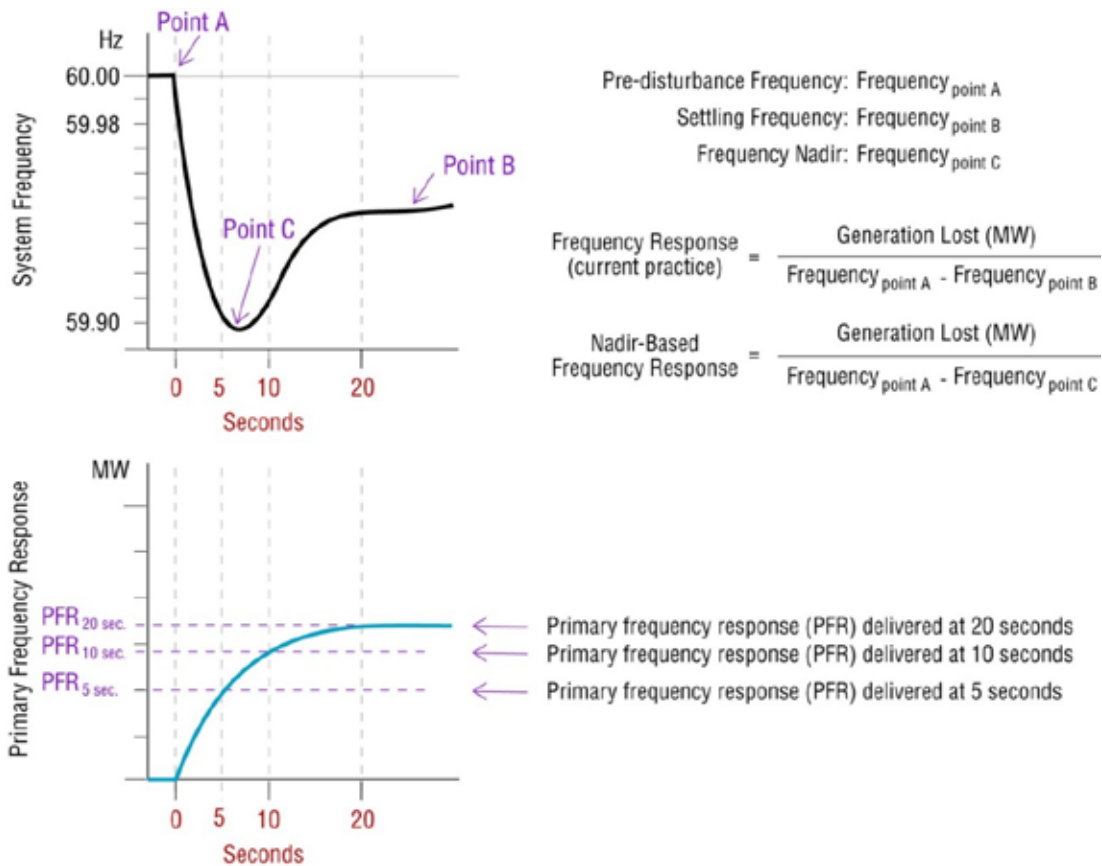 Point A
Hz
60.00
59.98
Point B
Point C
System Frequency
59.90
0 5 10 20
Seconds
Pre-disturbance Frequency: Frequency point A
Settling Frequency: Frequency point B
Frequency Nadir: Frequency point C
Frequency Response
(current practice)
=
Generation Lost (MW)
Frequency point A - Frequency point B
Nadir-Based
Frequency Response
=
Generation Lost (MW)
Frequency point A - Frequency point C
MW
Primary Frequency Response
PFR 20 sec.
PFR 10 sec.
PFR 5 sec.
Primary frequency response (PFR) delivered at 20 seconds
Primary frequency response (PFR) delivered at 10 seconds
Primary frequency response (PFR) delivered at 5 seconds
0 5 10 20
Seconds